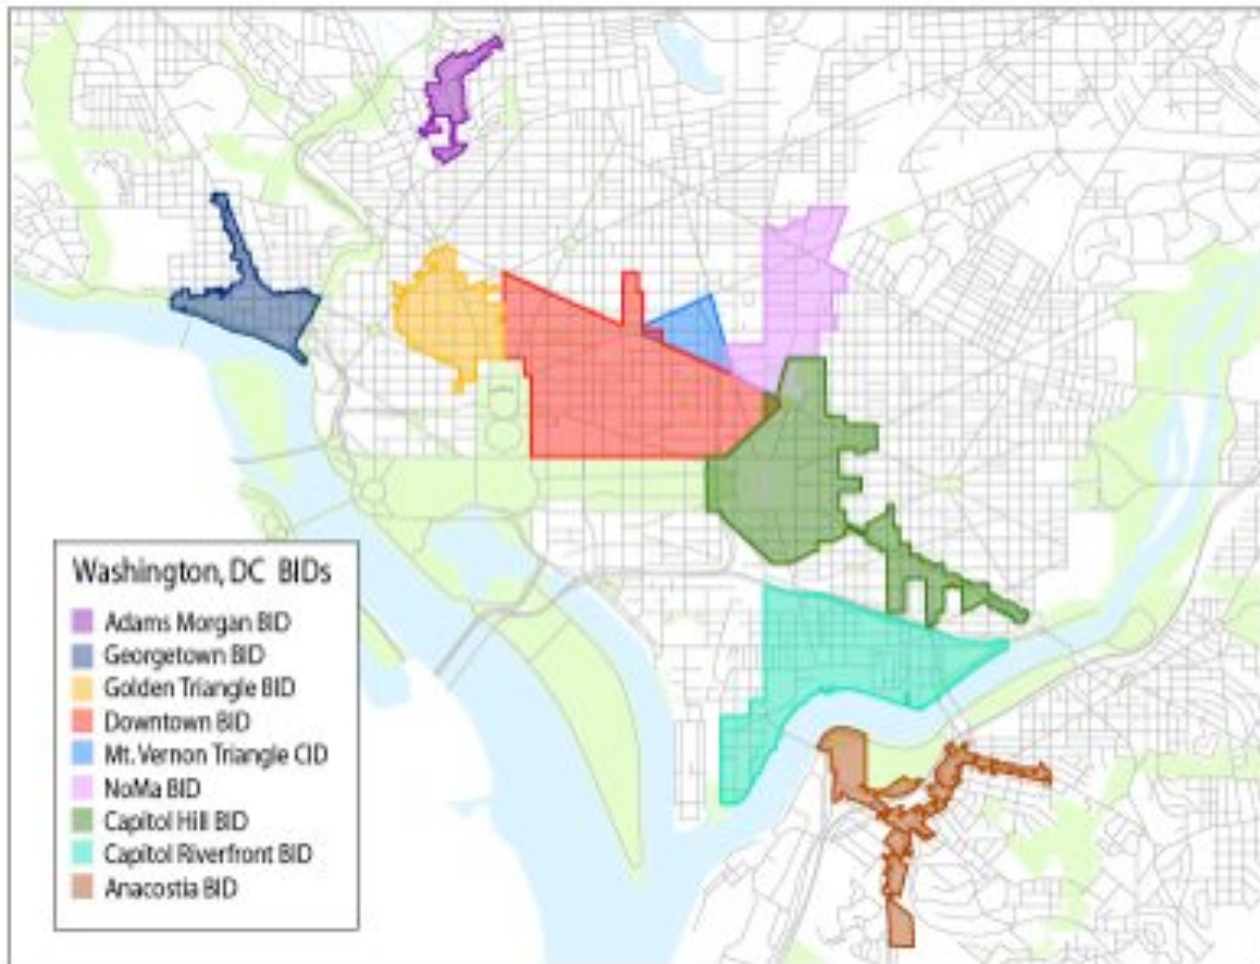 Washington, DC BIDs
Adams Morgan BID
Georgetown BID
Golden Triangle BID
Downtown BID
Mt. Vernon Triangle CID
NoMa BID
Capitol Hill BID
Capitol Riverfront BID
Anacostia BID